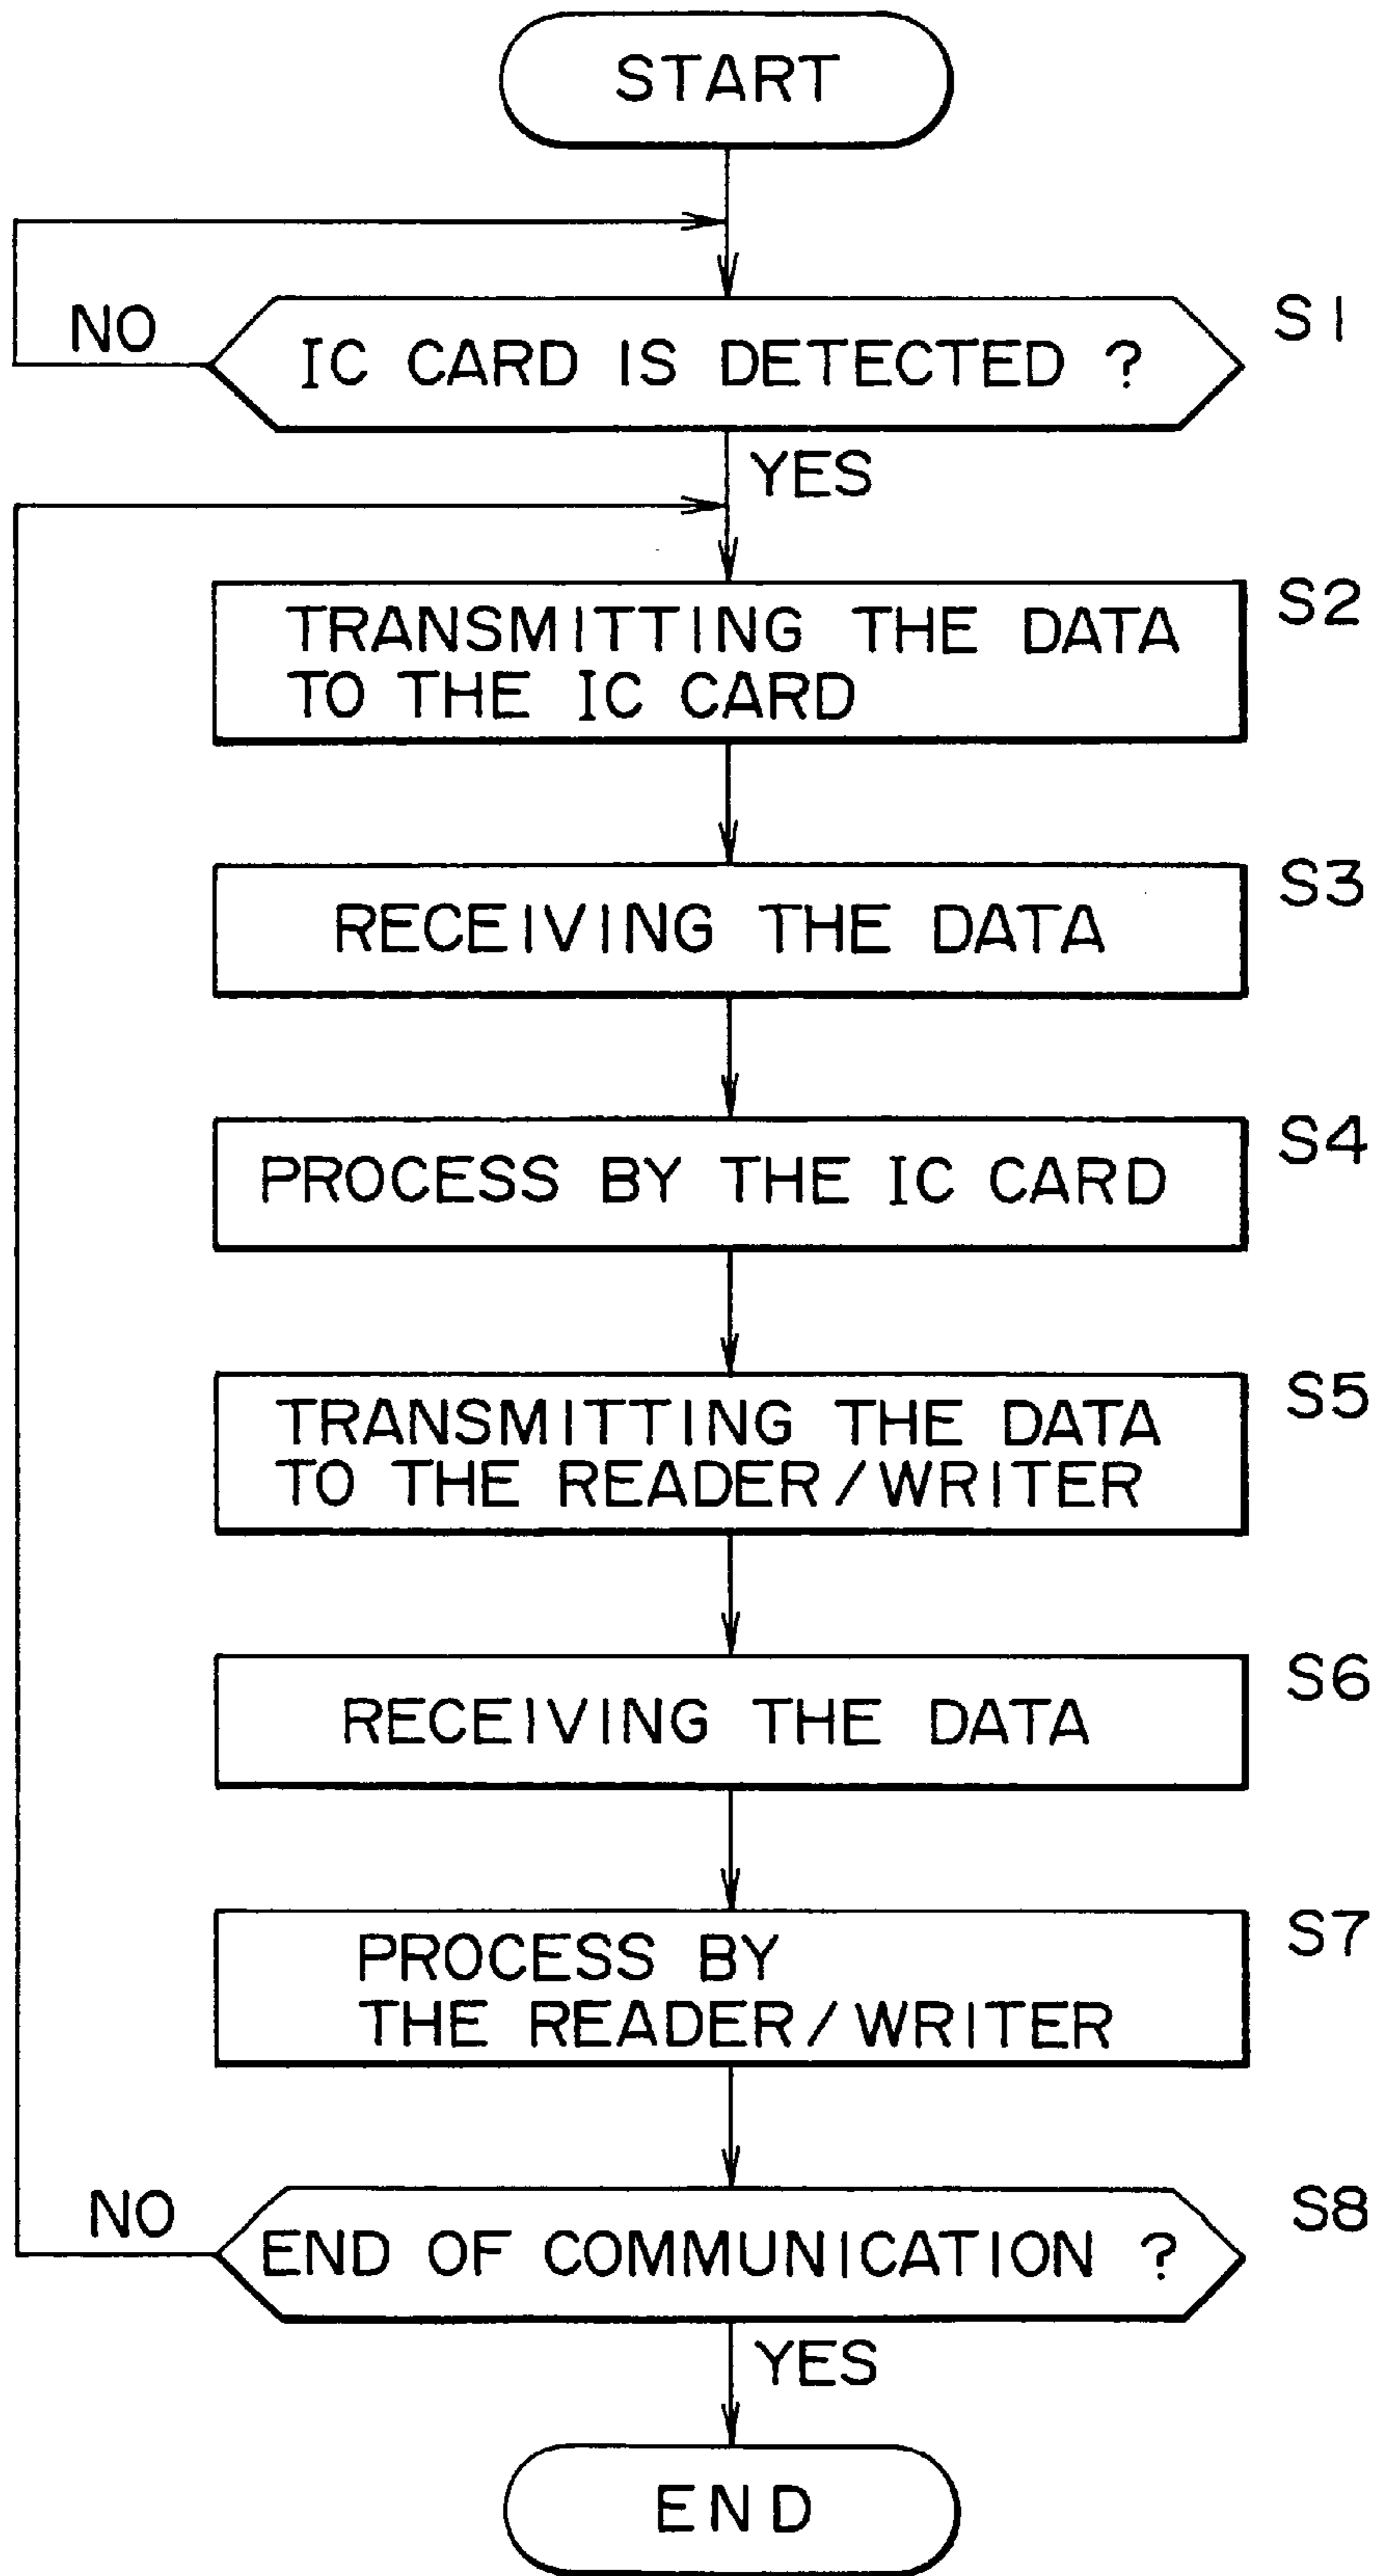 START
NO
IC CARD IS DETECTED ?
S1
YES
TRANSMITTING THE DATA
TO THE IC CARD
S2
RECEIVING THE DATA
S3
PROCESS BY THE IC CARD
S4
TRANSMITTING THE DATA
TO THE READER/WRITER
S5
RECEIVING THE DATA
S6
PROCESS BY
THE READER/WRITER
S7
NO
END OF COMMUNICATION ?
S8
YES
END